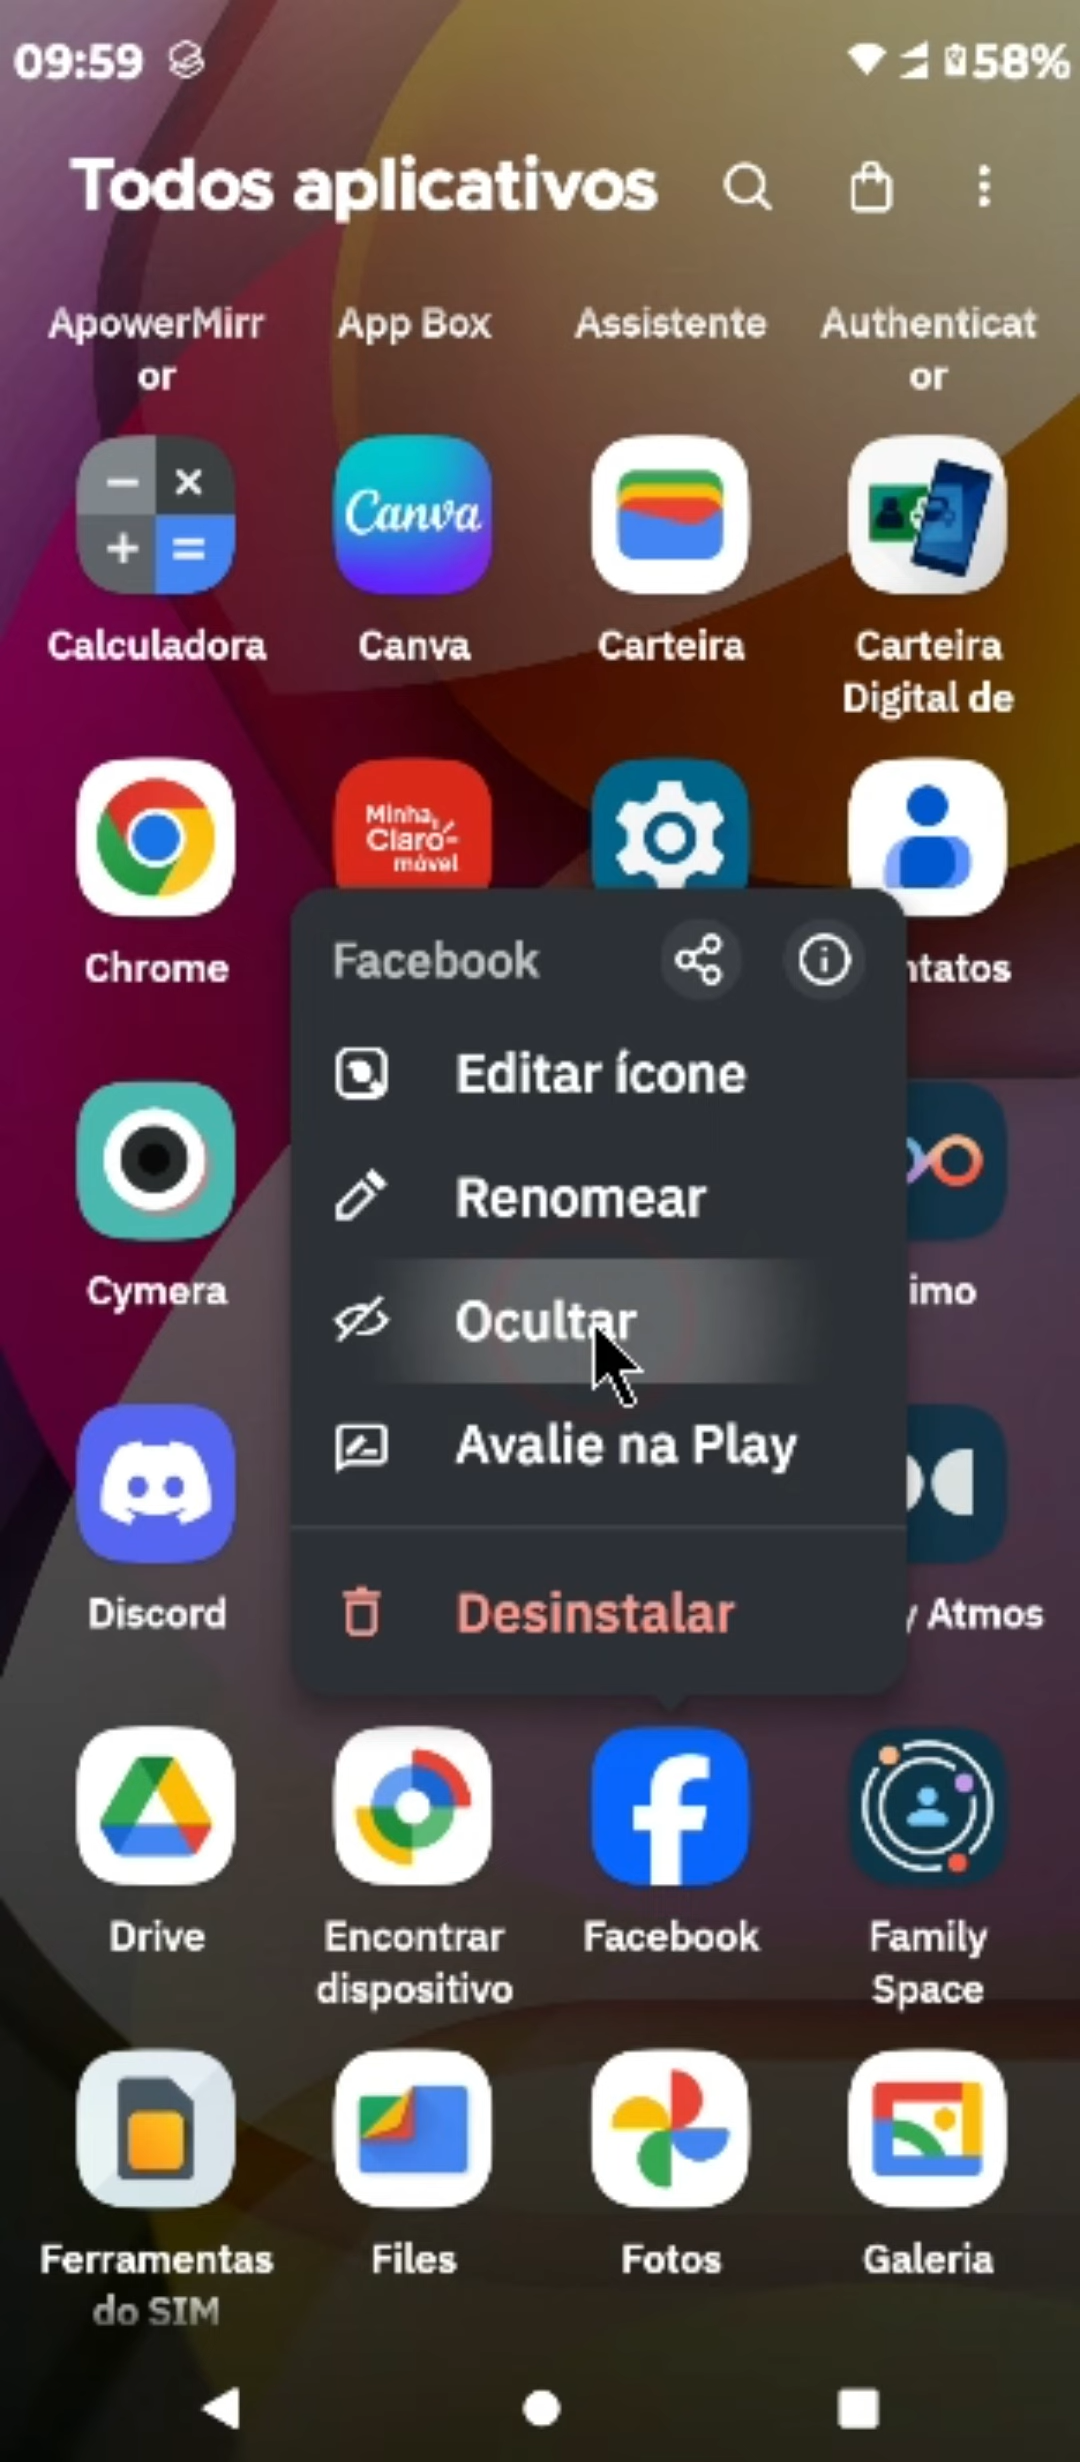 09:59
58%
Todos aplicativos
ApowerMirr
or
App Box
Assistente
Authenticat
or
Canva
Calculadora
Canva
Carteira
Carteira
Digital de
Minha
Claro-
móvel
Chrome
ntatos
Facebook
Editar ícone
Renomear
Cymera
Ocultar
imo
Avalie na Play
Discord
Desinstalar
y Atmos
Drive
Encontrar
dispositivo
Facebook
Family
Space
Ferramentas
do SIM
Files
Fotos
Galeria